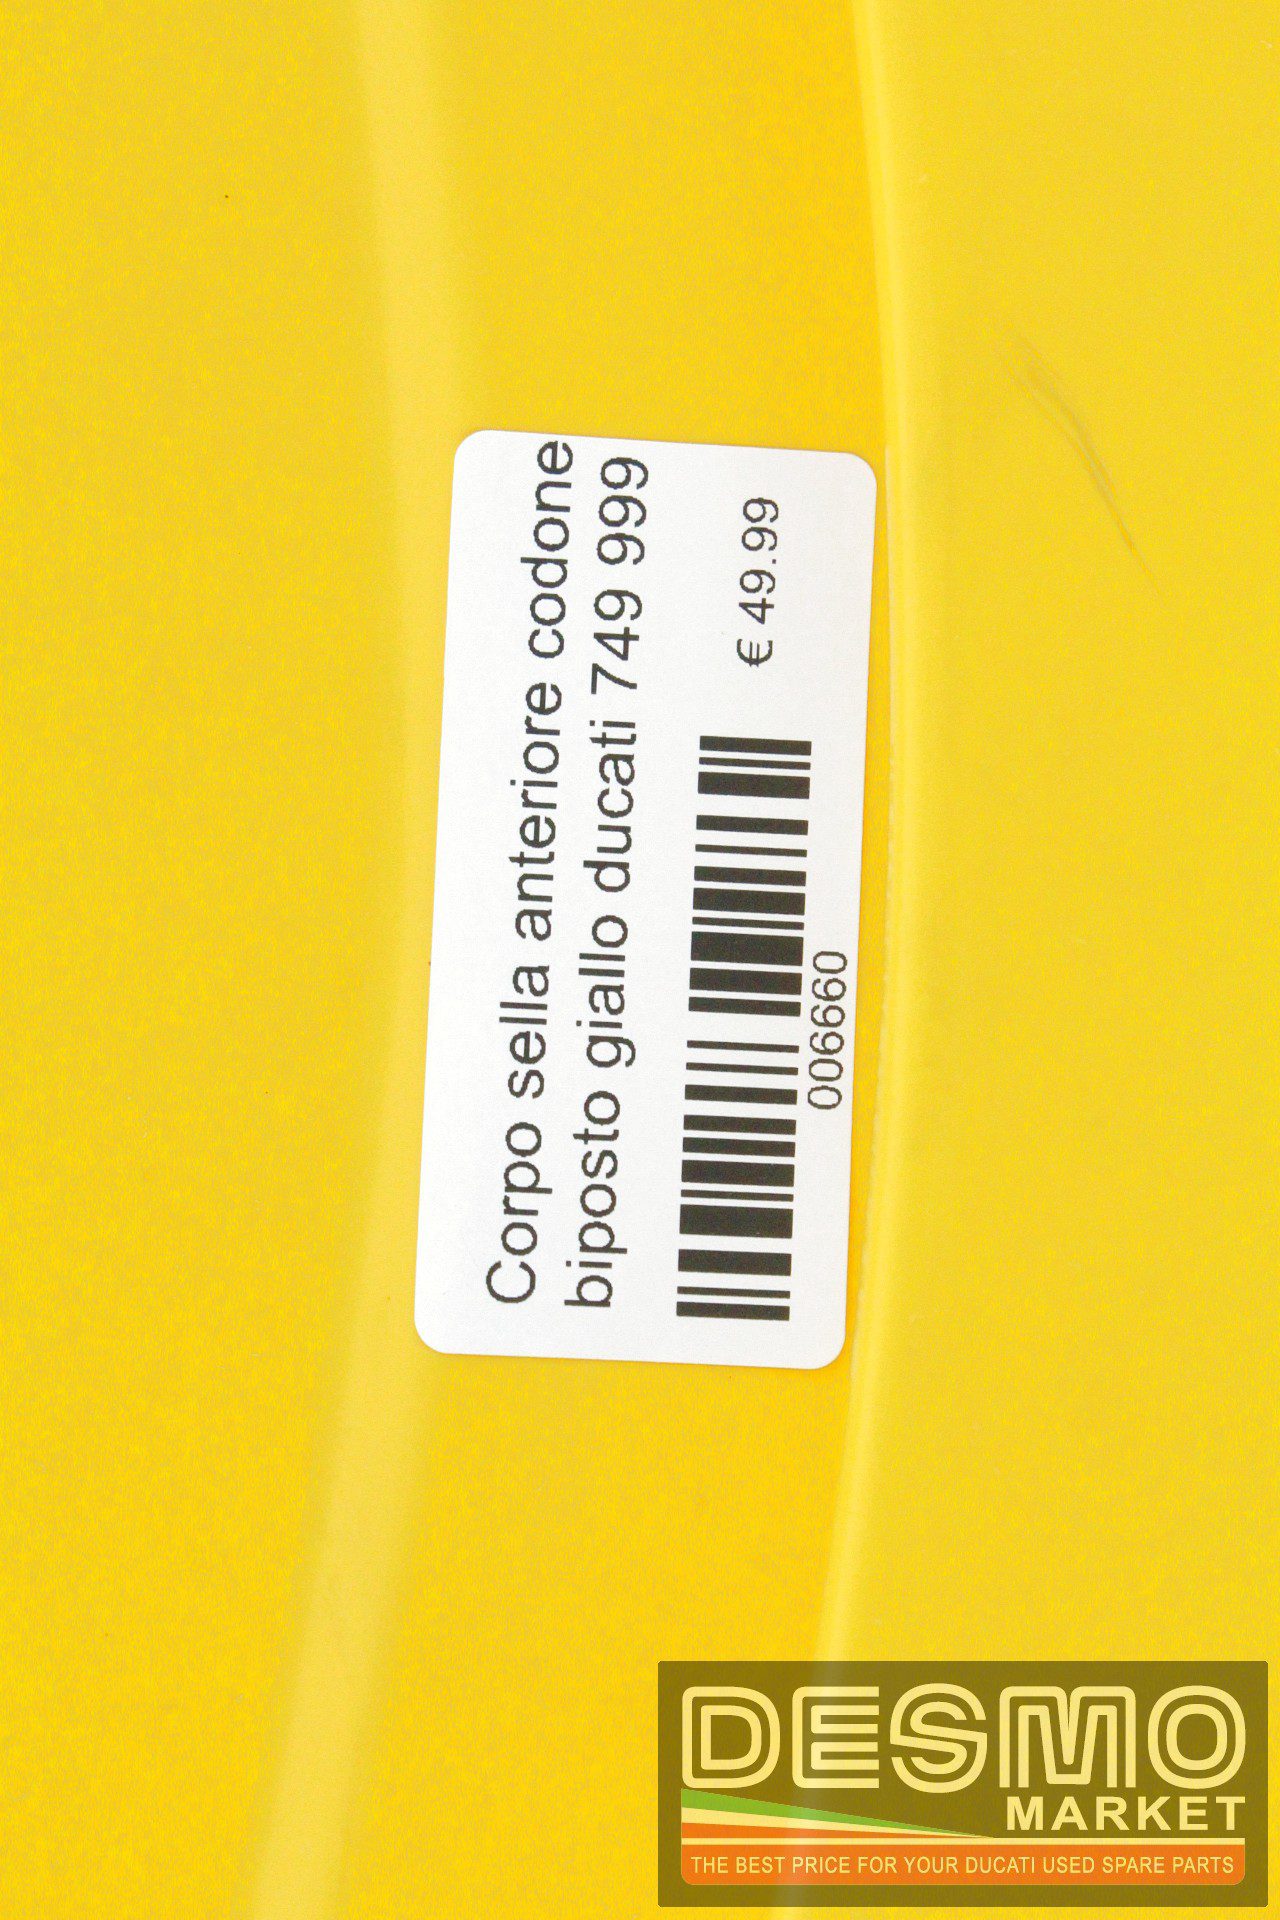 Corpo sella anteriore codone
biposto giallo ducati 749 999
€ 49.99
006660
DESMO
MARKET
THE BEST PRICE FOR YOUR DUCATI USED SPARE PARTS